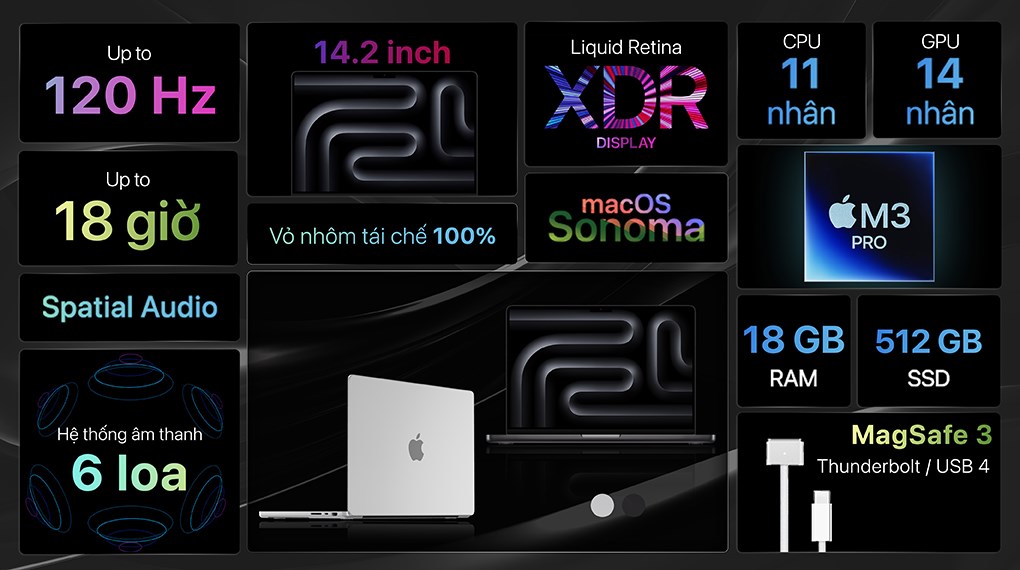 Up to
120 Hz
Up to
18 giờ
Spatial Audio
Hệ thống âm thanh
6 loa
14.2 inch
Vỏ nhôm tái chế 100%
Liquid Retina
XDR
DISPLAY
macOS
Sonoma
CPU
11
nhân
GPU
14
nhân
M3
PRO
18 GB
RAM
512 GB
SSD
MagSafe 3
Thunderbolt / USB 4